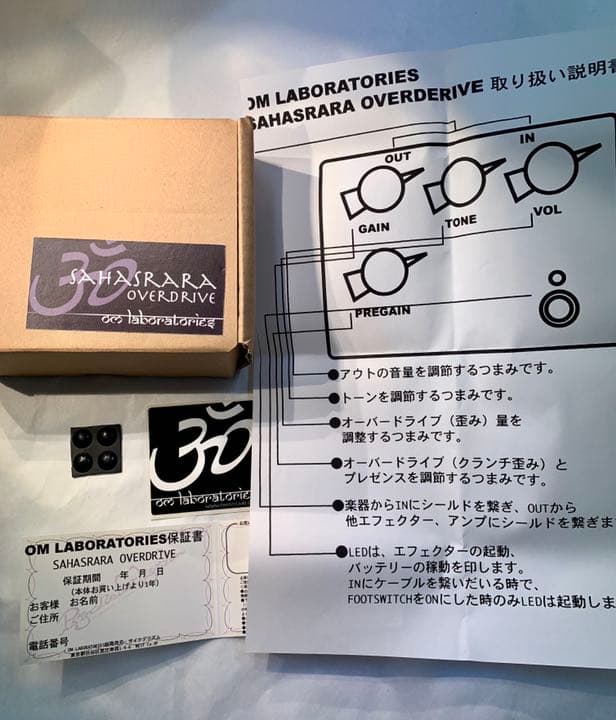 OM LABORATORIES
SAHASRARA OVERDERIVE 取り扱い説明書
OUT
IN
GAIN
TONE
VOL
PREGAIN
●アウトの音量を調節するつまみです。
●トーンを調節するつまみです。
●オーバードライブ（歪み）量を
調整するつまみです。
●オーバードライブ（クランチ歪み）と
プレゼンスを調節するつまみです。
●楽器からINにシールドを繋ぎ、OUTから
他エフェクター、アンプにシールドを繋ぎま
●LEDは、エフェクターの起動、
バッテリーの稼動を印します。
INにケーブルを繋いだいる時で、
FOOTSWITCHをONにした時のみLEDは起動しま
ॐ
SAHASRARA
OVERDRIVE
om laboratories
ॐ
om laboratories
OM LABORATORIES保証書
SAHASRARA OVERDRIVE
保証期間 年 月 日
(本体お買い上げより1年)
お客様 お名前
ご住所
電話番号